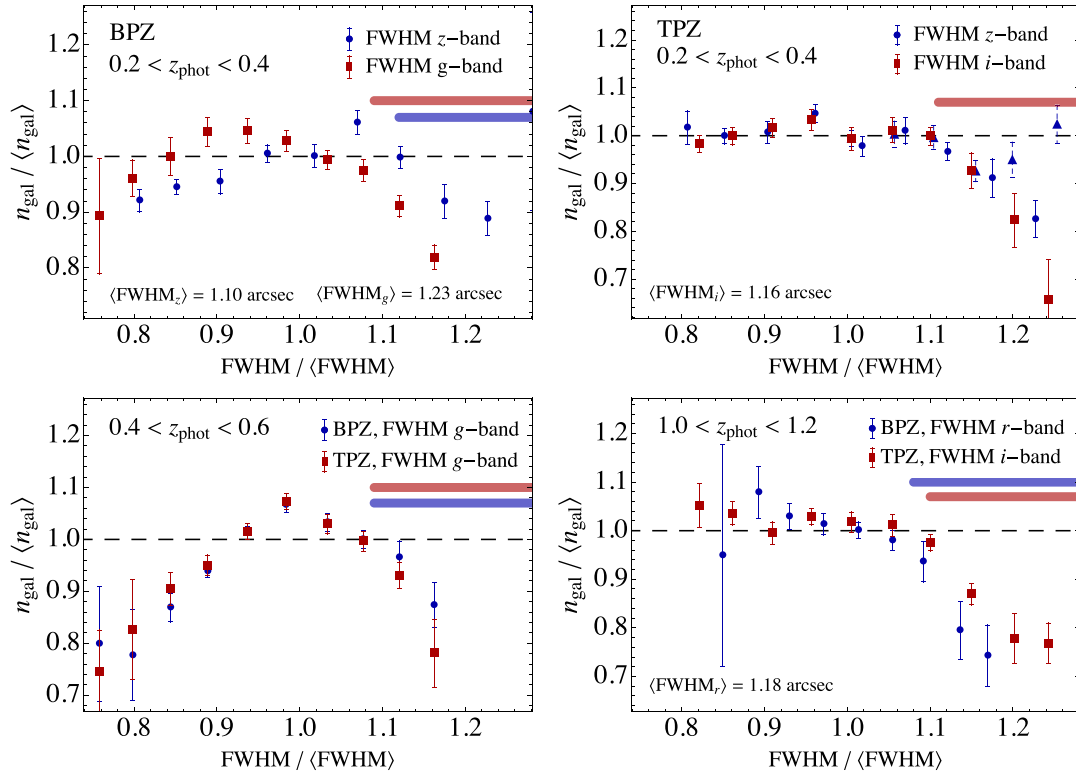 BPZ
0.2 < z_phot < 0.4
FWHM z−band
FWHM g−band
n_gal / ⟨n_gal⟩
1.2
1.1
1.0
0.9
0.8
⟨FWHM_z⟩ = 1.10 arcsec ⟨FWHM_g⟩ = 1.23 arcsec
0.8 0.9 1.0 1.1 1.2
FWHM / ⟨FWHM⟩
TPZ
0.2 < z_phot < 0.4
FWHM z−band
FWHM i−band
n_gal / ⟨n_gal⟩
1.2
1.1
1.0
0.9
0.8
0.7
⟨FWHM_i⟩ = 1.16 arcsec
0.8 0.9 1.0 1.1 1.2
FWHM / ⟨FWHM⟩
0.4 < z_phot < 0.6
BPZ, FWHM g−band
TPZ, FWHM g−band
n_gal / ⟨n_gal⟩
1.2
1.1
1.0
0.9
0.8
0.7
0.8 0.9 1.0 1.1 1.2
FWHM / ⟨FWHM⟩
1.0 < z_phot < 1.2
BPZ, FWHM r−band
TPZ, FWHM i−band
n_gal / ⟨n_gal⟩
1.2
1.1
1.0
0.9
0.8
0.7
⟨FWHM_r⟩ = 1.18 arcsec
0.8 0.9 1.0 1.1 1.2
FWHM / ⟨FWHM⟩